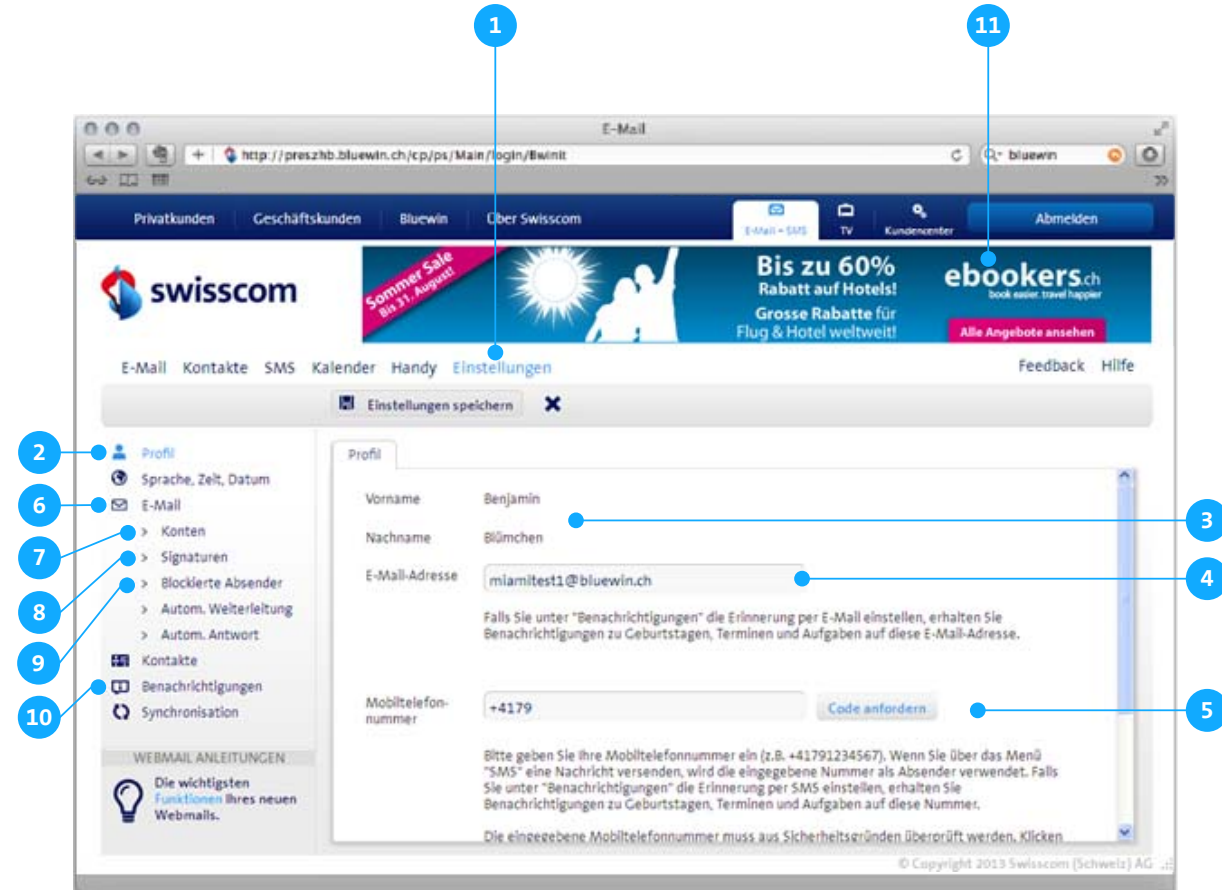 1
11
E-Mail
http://preszhb.bluewin.ch/cp/ps/Main/login/Bwinit
bluewin
Privatkunden
Geschäftskunden
Bluewin
Über Swisscom
E-Mail + SMS
TV
Kundencenter
Abmelden
swisscom
Sommer Sale
Bis 31. August!
Bis zu 60%
Rabatt auf Hotels!
Grosse Rabatte für
Flug & Hotel weltweit!
ebookers.ch
book easier. travel happier
Alle Angebote ansehen
E-Mail Kontakte SMS Kalender Handy Einstellungen
Feedback Hilfe
Einstellungen speichern
2
Profil
Sprache, Zeit, Datum
6
E-Mail
7
> Konten
8
> Signaturen
9
> Blockierte Absender
> Autom. Weiterleitung
> Autom. Antwort
Kontakte
10
Benachrichtigungen
Synchronisation
WEBMAIL ANLEITUNGEN
Die wichtigsten
Funktionen Ihres neuen
Webmails.
Profil
Vorname Benjamin
3
Nachname Blümchen
E-Mail-Adresse miamitest1@bluewin.ch
4
Falls Sie unter "Benachrichtigungen" die Erinnerung per E-Mail einstellen, erhalten Sie
Benachrichtigungen zu Geburtstagen, Terminen und Aufgaben auf diese E-Mail-Adresse.
Mobiltelefon-
nummer
+4179
Code anfordern
5
Bitte geben Sie Ihre Mobiltelefonnummer ein (z.B. +41791234567). Wenn Sie über das Menü
"SMS" eine Nachricht versenden, wird die eingegebene Nummer als Absender verwendet. Falls
Sie unter "Benachrichtigungen" die Erinnerung per SMS einstellen, erhalten Sie
Benachrichtigungen zu Geburtstagen, Terminen und Aufgaben auf diese Nummer.
Die eingegebene Mobiltelefonnummer muss aus Sicherheitsgründen überprüft werden. Klicken
© Copyright 2013 Swisscom (Schweiz) AG